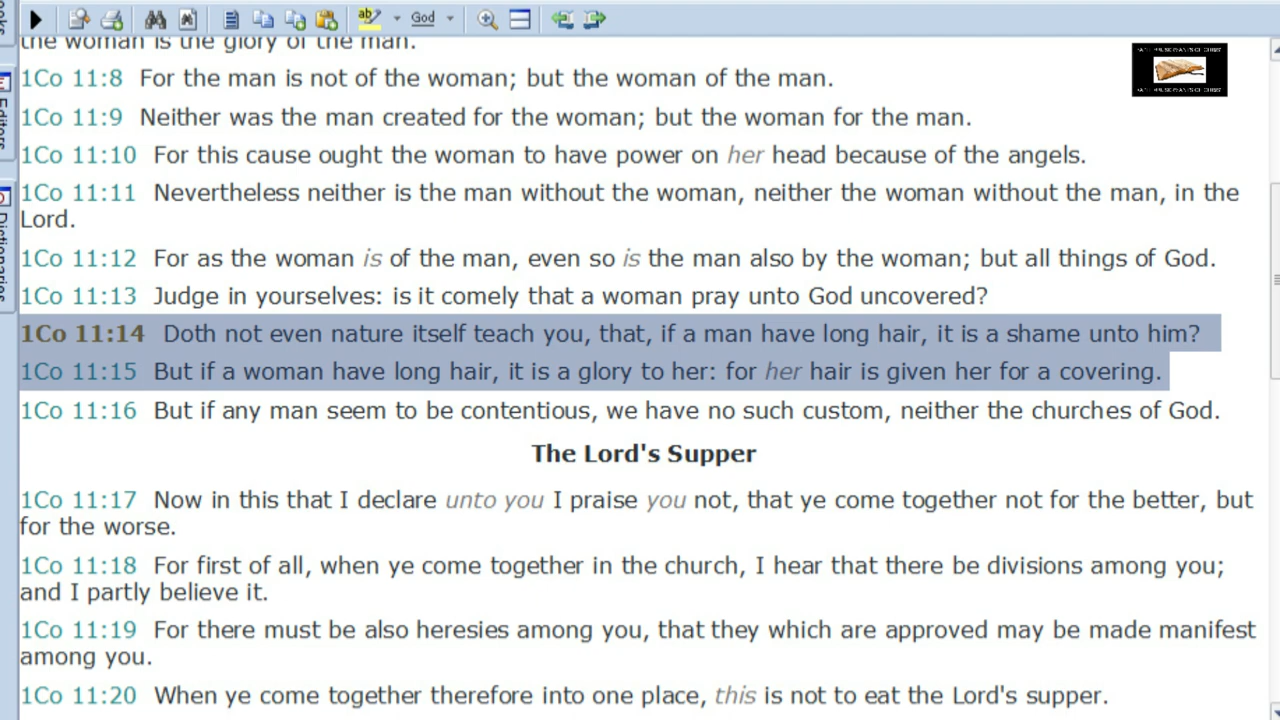 God
the woman is the glory of the man.
1Co 11:8 For the man is not of the woman; but the woman of the man.
1Co 11:9 Neither was the man created for the woman; but the woman for the man.
1Co 11:10 For this cause ought the woman to have power on her head because of the angels.
1Co 11:11 Nevertheless neither is the man without the woman, neither the woman without the man, in the
Lord.
1Co 11:12 For as the woman is of the man, even so is the man also by the woman; but all things of God.
1Co 11:13 Judge in yourselves: is it comely that a woman pray unto God uncovered?
1Co 11:14 Doth not even nature itself teach you, that, if a man have long hair, it is a shame unto him?
1Co 11:15 But if a woman have long hair, it is a glory to her: for her hair is given her for a covering.
1Co 11:16 But if any man seem to be contentious, we have no such custom, neither the churches of God.
The Lord's Supper
1Co 11:17 Now in this that I declare unto you I praise you not, that ye come together not for the better, but
for the worse.
1Co 11:18 For first of all, when ye come together in the church, I hear that there be divisions among you;
and I partly believe it.
1Co 11:19 For there must be also heresies among you, that they which are approved may be made manifest
among you.
1Co 11:20 When ye come together therefore into one place, this is not to eat the Lord's supper.
Editors
Dictionaries